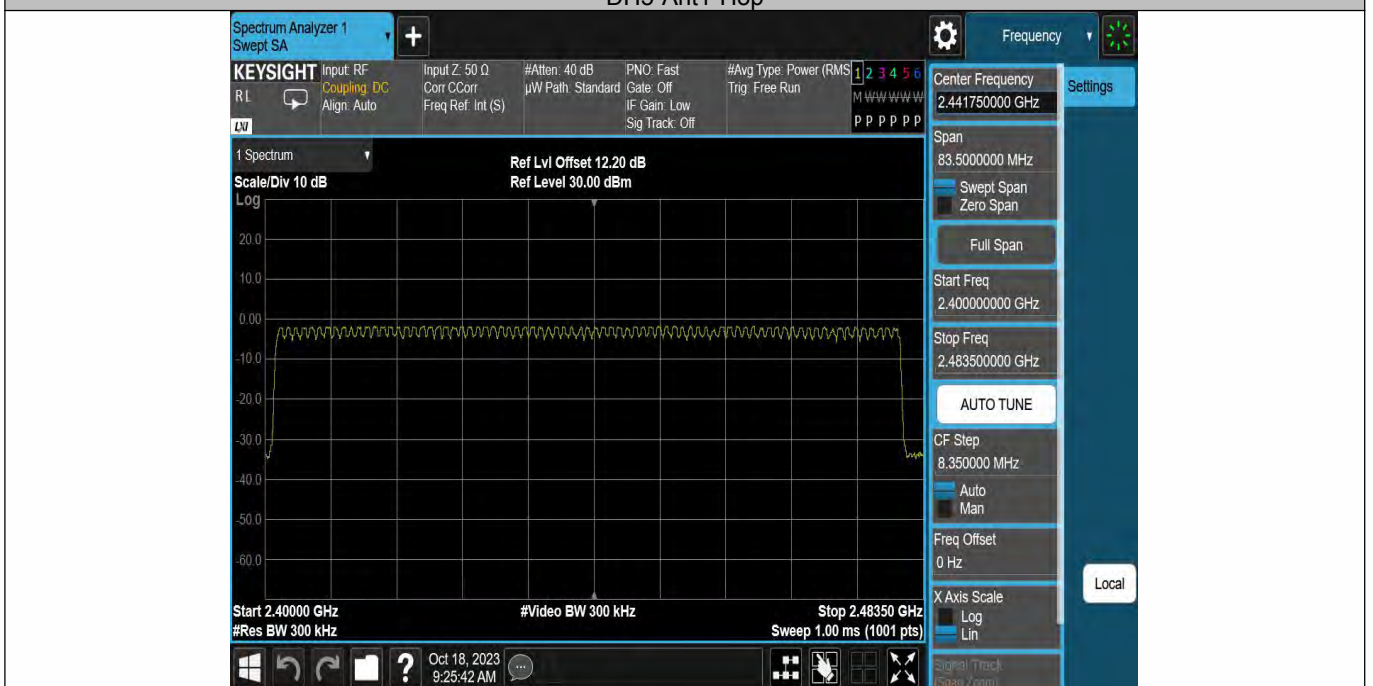 DH5-Ant1-Hop
Spectrum Analyzer 1
Swept SA
+
Frequency
KEYSIGHT
RL
LXI
Input: RF
Coupling: DC
Align: Auto
Input Z: 50 Ω
Corr CCorr
Freq Ref: Int (S)
#Atten: 40 dB
µW Path: Standard
PNO: Fast
Gate: Off
IF Gain: Low
Sig Track: Off
#Avg Type: Power (RMS
Trig: Free Run
1 2 3 4 5 6
M W W W W W
P P P P P P
1 Spectrum
Scale/Div 10 dB
Ref Lvl Offset 12.20 dB
Ref Level 30.00 dBm
Log
20.0
10.0
0.00
-10.0
-20.0
-30.0
-40.0
-50.0
-60.0
Start 2.40000 GHz
#Video BW 300 kHz
Stop 2.48350 GHz
#Res BW 300 kHz
Sweep 1.00 ms (1001 pts)
Center Frequency
2.441750000 GHz
Settings
Span
83.5000000 MHz
Swept Span
Zero Span
Full Span
Start Freq
2.400000000 GHz
Stop Freq
2.483500000 GHz
AUTO TUNE
CF Step
8.350000 MHz
Auto
Man
Freq Offset
0 Hz
Local
X Axis Scale
Log
Lin
Signal Track
(Span Zoom)
?
Oct 18, 2023
9:25:42 AM